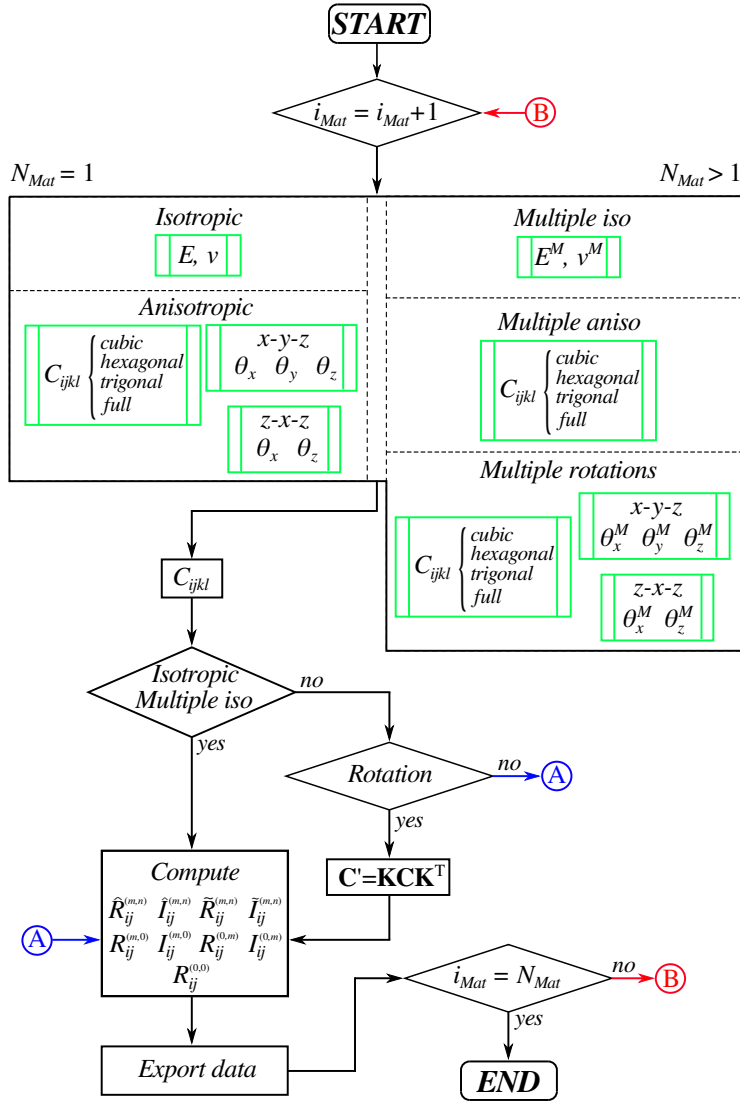 START
i_Mat = i_Mat+1
B
N_Mat = 1
N_Mat > 1
Isotropic
E, ν
Anisotropic
C_ijkl { cubic
hexagonal
trigonal
full
x-y-z
θ_x θ_y θ_z
z-x-z
θ_x θ_z
Multiple iso
E^M, ν^M
Multiple aniso
C_ijkl { cubic
hexagonal
trigonal
full
Multiple rotations
C_ijkl { cubic
hexagonal
trigonal
full
x-y-z
θ_x^M θ_y^M θ_z^M
z-x-z
θ_x^M θ_z^M
C_ijkl
Isotropic
Multiple iso
no
yes
Rotation
no
A
yes
C'=KCK^T
Compute
R̂_ij^(m,n) Î_ij^(m,n) R̃_ij^(m,n) Ĩ_ij^(m,n)
R_ij^(m,0) I_ij^(m,0) R_ij^(0,m) I_ij^(0,m)
R_ij^(0,0)
A
i_Mat = N_Mat
no
B
yes
Export data
END